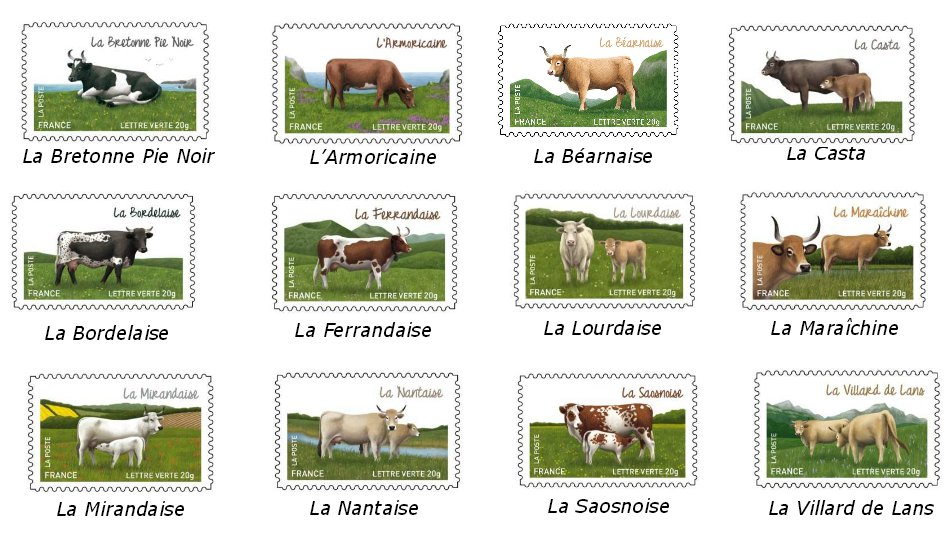 La Bretonne Pie Noir
LA POSTE
FRANCE LETTRE VERTE 20g
La Bretonne Pie Noir
L'Armoricaine
LA POSTE
FRANCE LETTRE VERTE 20g
L’Armoricaine
La Béarnaise
LA POSTE
FRANCE LETTRE VERTE 20g
La Béarnaise
La Casta
LA POSTE
FRANCE LETTRE VERTE 20g
La Casta
La Bordelaise
LA POSTE
FRANCE LETTRE VERTE 20g
La Bordelaise
La Ferrandaise
LA POSTE
FRANCE LETTRE VERTE 20g
La Ferrandaise
La Lourdaise
LA POSTE
FRANCE LETTRE VERTE 20g
La Lourdaise
La Maraîchine
LA POSTE
FRANCE LETTRE VERTE 20g
La Maraîchine
La Mirandaise
LA POSTE
FRANCE LETTRE VERTE 20g
La Mirandaise
La Nantaise
LA POSTE
FRANCE LETTRE VERTE 20g
La Nantaise
La Saosnoise
LA POSTE
FRANCE LETTRE VERTE 20g
La Saosnoise
La Villard de Lans
LA POSTE
FRANCE LETTRE VERTE 20g
La Villard de Lans